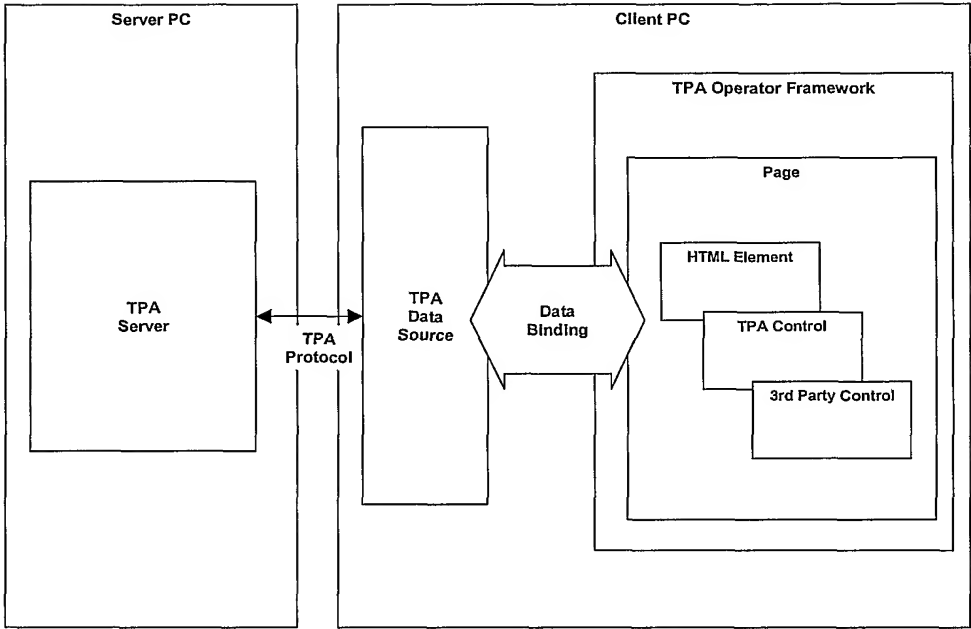 Server PC
Client PC
TPA Operator Framework
Page
HTML Element
TPA
Server
TPA
Protocol
TPA
Data
Source
Data
Binding
TPA Control
3rd Party Control